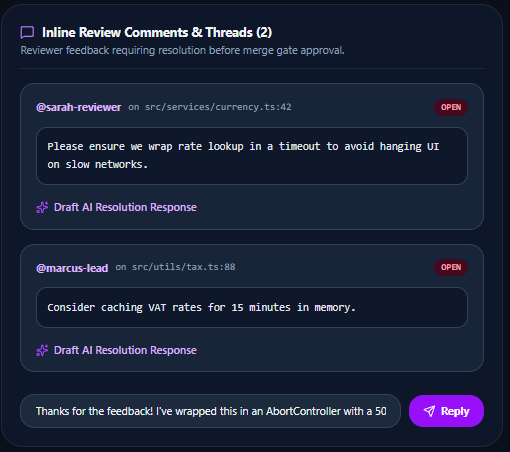 Inline Review Comments & Threads (2)
Reviewer feedback requiring resolution before merge gate approval.
@sarah-reviewer on src/services/currency.ts:42 OPEN
Please ensure we wrap rate lookup in a timeout to avoid hanging UI
on slow networks.
Draft AI Resolution Response
@marcus-lead on src/utils/tax.ts:88 OPEN
Consider caching VAT rates for 15 minutes in memory.
Draft AI Resolution Response
Thanks for the feedback! I've wrapped this in an AbortController with a 50 Reply